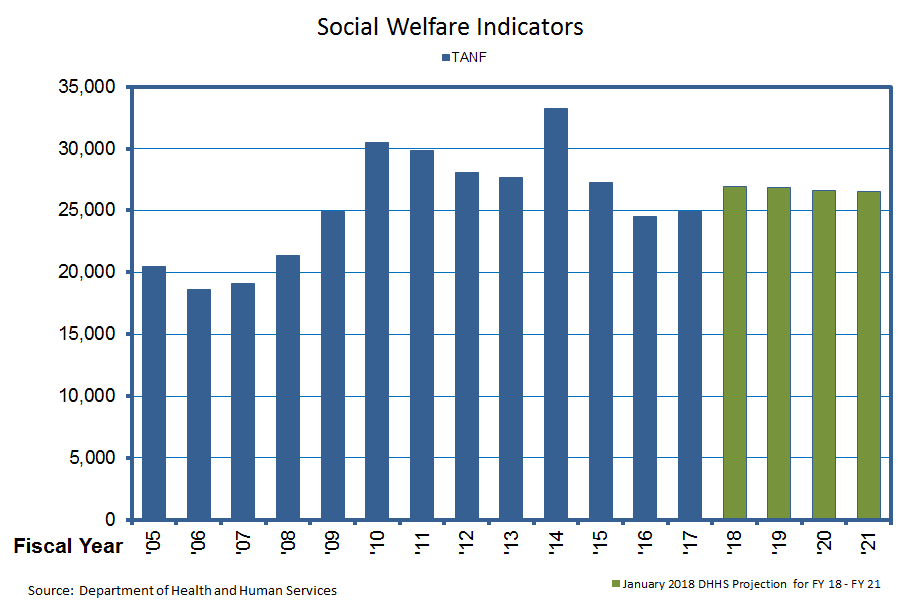 Social Welfare Indicators
TANF
35,000
30,000
25,000
20,000
15,000
10,000
5,000
0
Fiscal Year '05 '06 '07 '08 '09 '10 '11 '12 '13 '14 '15 '16 '17 '18 '19 '20 '21
Source: Department of Health and Human Services
January 2018 DHHS Projection for FY 18 - FY 21